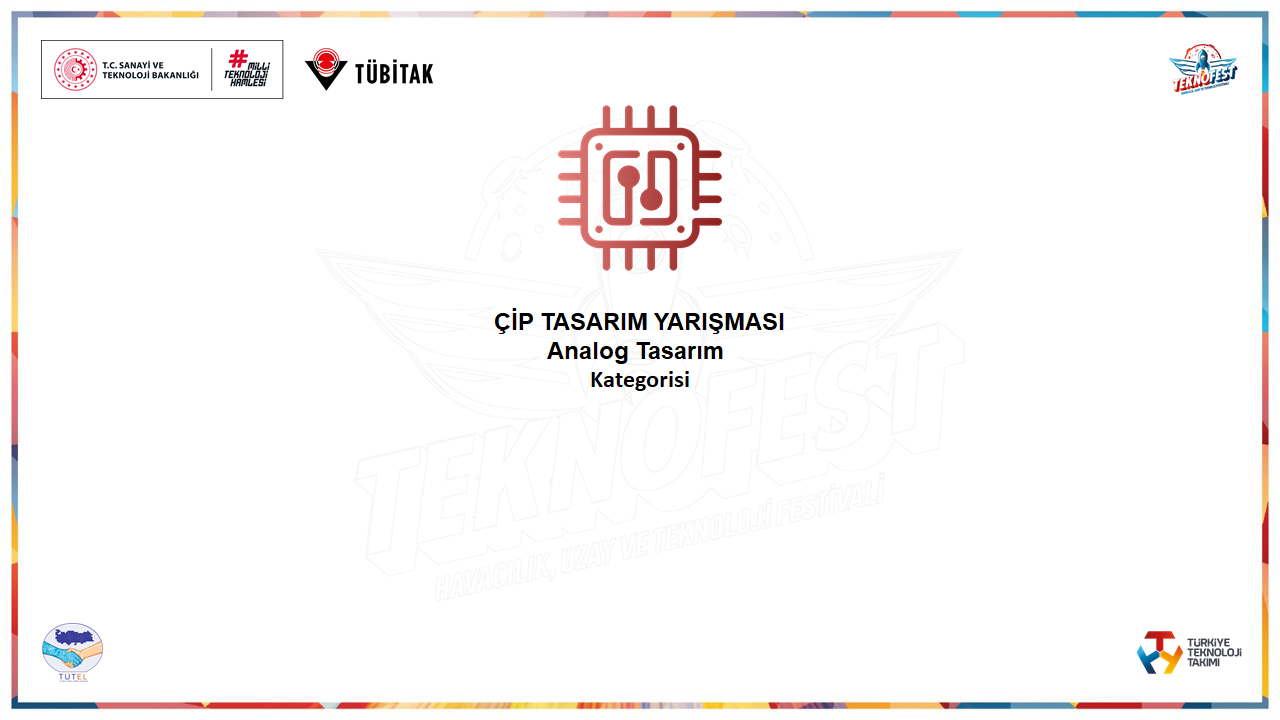 T.C. SANAYİ VE
TEKNOLOJİ BAKANLIĞI
#MİLLİ
TEKNOLOJİ
HAMLESİ
TÜBİTAK
TEKNOFEST
ÇİP TASARIM YARIŞMASI
Analog Tasarım
Kategorisi
TEKNOFEST
HAVACILIK, UZAY VE TEKNOLOJİ FESTİVALİ
TUTEL
TÜRKİYE
TEKNOLOJİ
TAKIMI